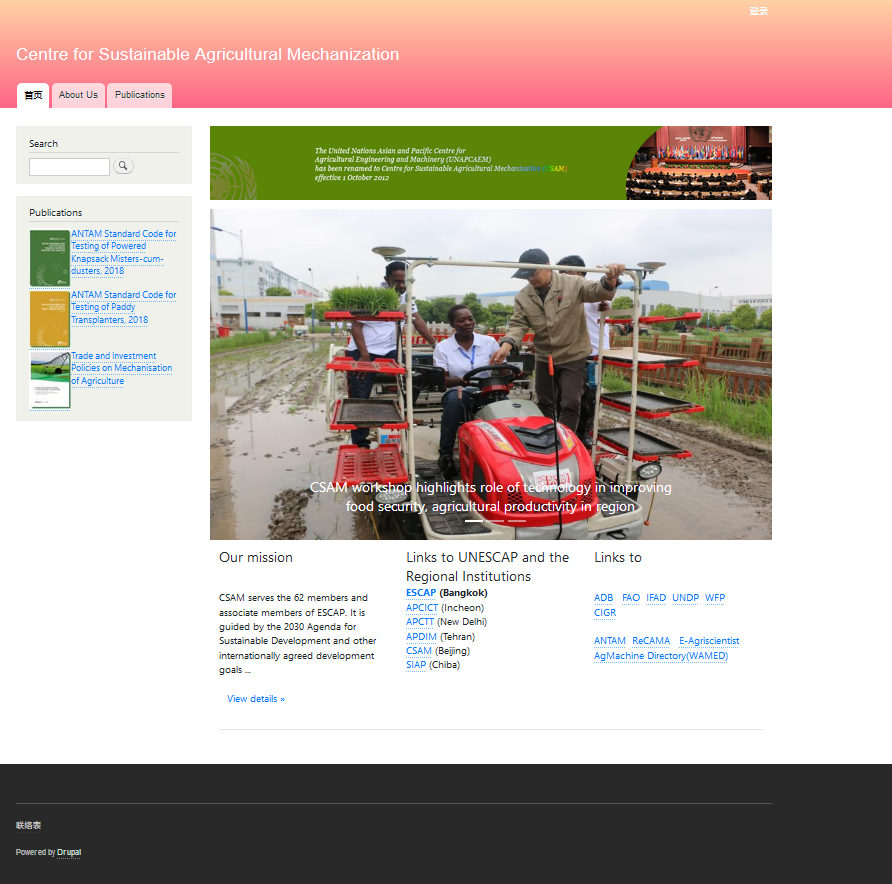 登录
Centre for Sustainable Agricultural Mechanization
首页 About Us Publications
Search
Publications
ANTAM Standard Code for
Testing of Powered
Knapsack Misters-cum-
dusters, 2018
ANTAM Standard Code for
Testing of Paddy
Transplanters, 2018
Trade and Investment
Policies on Mechanisation
of Agriculture
The United Nations Asian and Pacific Centre for
Agricultural Engineering and Machinery (UNAPCAEM)
has been renamed to Centre for Sustainable Agricultural Mechanization (CSAM)
effective 1 October 2012
CSAM workshop highlights role of technology in improving
food security, agricultural productivity in region
Our mission
CSAM serves the 62 members and
associate members of ESCAP. It is
guided by the 2030 Agenda for
Sustainable Development and other
internationally agreed development
goals ...
View details »
Links to UNESCAP and the
Regional Institutions
ESCAP (Bangkok)
APCICT (Incheon)
APCTT (New Delhi)
APDIM (Tehran)
CSAM (Beijing)
SIAP (Chiba)
Links to
ADB FAO IFAD UNDP WFP
CIGR
ANTAM ReCAMA E-Agriscientist
AgMachine Directory(WAMED)
联络表
Powered by Drupal